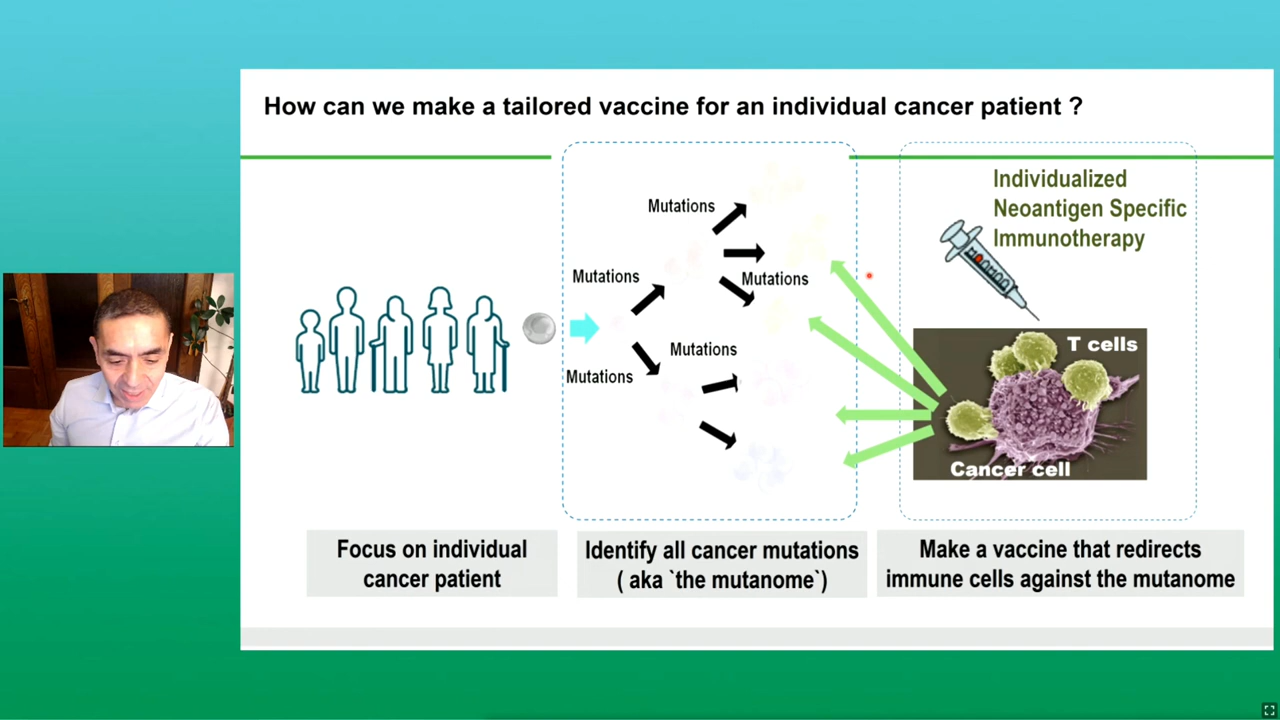 How can we make a tailored vaccine for an individual cancer patient ?
Mutations
Mutations
Mutations
Mutations
Mutations
Individualized
Neoantigen Specific
Immunotherapy
T cells
Cancer cell
Focus on individual
cancer patient
Identify all cancer mutations
( aka `the mutanome`)
Make a vaccine that redirects
immune cells against the mutanome